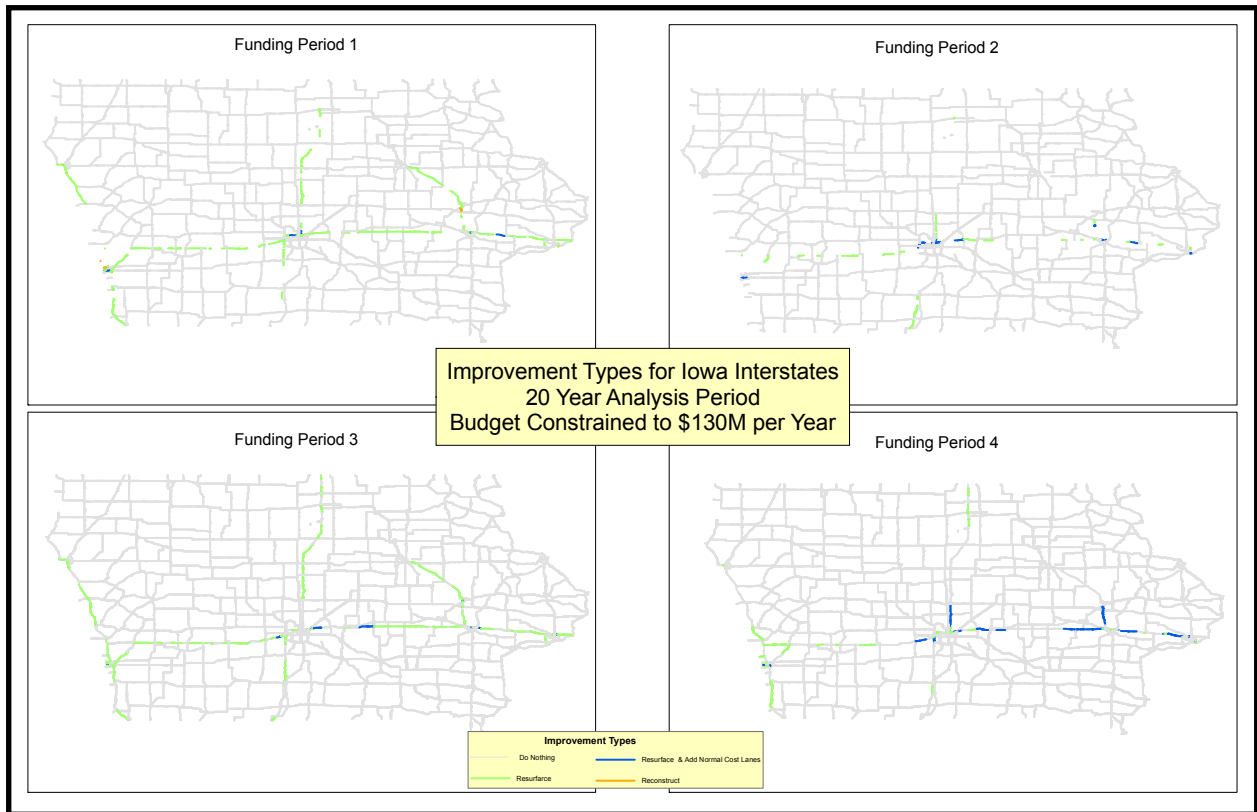 Funding Period 1
Funding Period 2
Improvement Types for Iowa Interstates
20 Year Analysis Period
Budget Constrained to $130M per Year
Funding Period 3
Funding Period 4
Improvement Types
Do Nothing
Resurface & Add Normal Cost Lanes
Resurfarce
Reconstruct